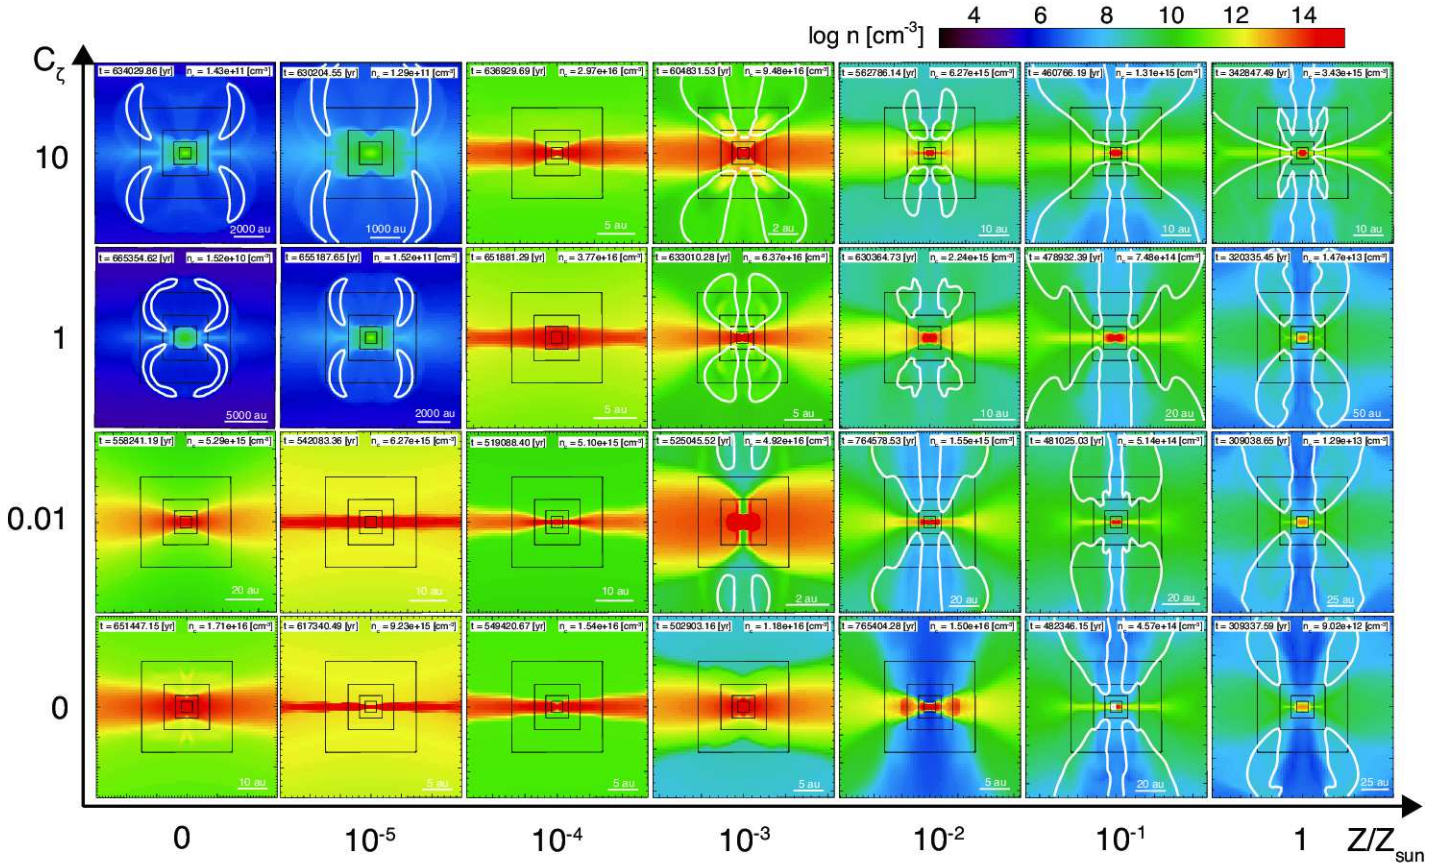 4 6 8 10 12 14
log n [cm⁻³]
Cζ
t = 634029.86 [yr] n_c = 1.43e+11 [cm⁻³] t = 630204.55 [yr] n_c = 1.29e+11 [cm⁻³] t = 636929.69 [yr] n_c = 2.97e+16 [cm⁻³] t = 604831.53 [yr] n_c = 9.48e+16 [cm⁻³] t = 562786.14 [yr] n_c = 6.27e+15 [cm⁻³] t = 460766.19 [yr] n_c = 1.31e+15 [cm⁻³] t = 342847.49 [yr] n_c = 3.43e+15 [cm⁻³]
10
2000 au 1000 au 5 au 2 au 10 au 10 au 10 au
t = 665354.62 [yr] n_c = 1.52e+10 [cm⁻³] t = 655187.65 [yr] n_c = 1.52e+11 [cm⁻³] t = 651881.29 [yr] n_c = 3.77e+16 [cm⁻³] t = 633010.28 [yr] n_c = 6.37e+16 [cm⁻³] t = 630364.73 [yr] n_c = 2.24e+15 [cm⁻³] t = 478932.39 [yr] n_c = 7.48e+14 [cm⁻³] t = 320335.45 [yr] n_c = 1.47e+13 [cm⁻³]
1
5000 au 2000 au 5 au 5 au 10 au 20 au 50 au
t = 558241.19 [yr] n_c = 5.29e+15 [cm⁻³] t = 542083.36 [yr] n_c = 6.27e+15 [cm⁻³] t = 519088.40 [yr] n_c = 5.10e+15 [cm⁻³] t = 525045.52 [yr] n_c = 4.92e+16 [cm⁻³] t = 764578.53 [yr] n_c = 1.55e+15 [cm⁻³] t = 481025.03 [yr] n_c = 5.14e+14 [cm⁻³] t = 309038.65 [yr] n_c = 1.29e+13 [cm⁻³]
0.01
20 au 10 au 10 au 2 au 20 au 20 au 25 au
t = 651447.15 [yr] n_c = 1.71e+16 [cm⁻³] t = 617340.49 [yr] n_c = 9.23e+15 [cm⁻³] t = 549420.67 [yr] n_c = 1.54e+16 [cm⁻³] t = 502903.16 [yr] n_c = 1.18e+16 [cm⁻³] t = 765404.28 [yr] n_c = 1.50e+16 [cm⁻³] t = 482346.15 [yr] n_c = 4.57e+14 [cm⁻³] t = 309337.59 [yr] n_c = 9.02e+12 [cm⁻³]
0
10 au 5 au 5 au 5 au 5 au 20 au 25 au
0 10⁻⁵ 10⁻⁴ 10⁻³ 10⁻² 10⁻¹ 1 Z/Z_sun